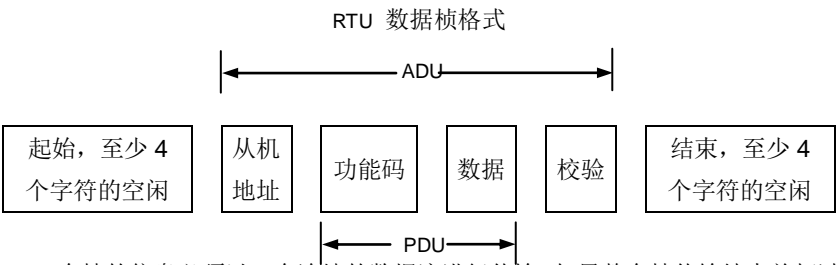 RTU 数据桢格式
ADU
起始，至少 4
个字符的空闲
从机
地址
功能码
数据
校验
结束，至少 4
个字符的空闲
PDU